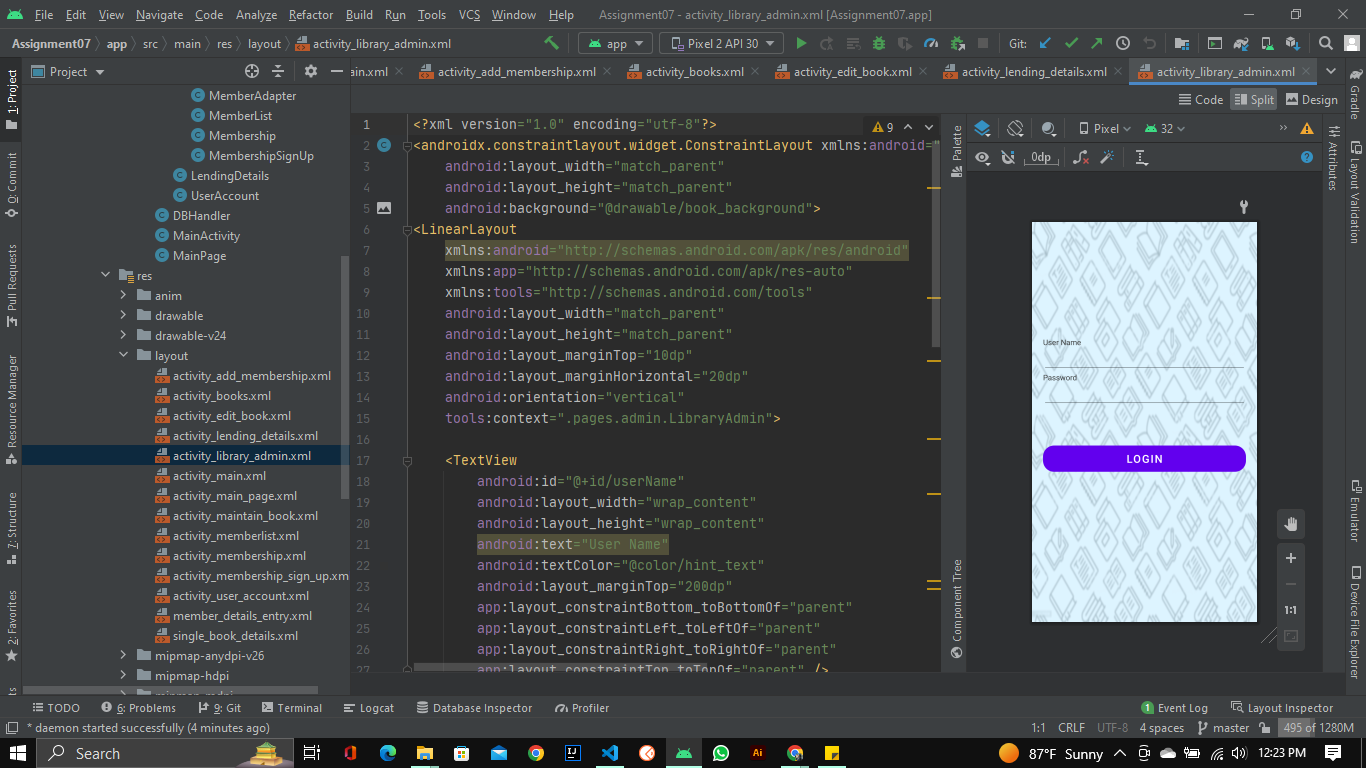 File Edit View Navigate Code Analyze Refactor Build Run Tools VCS Window Help Assignment07 - activity_library_admin.xml [Assignment07.app]
Assignment07 app src main res layout activity_library_admin.xml app Pixel 2 API 30 Git:
Project ain.xml activity_add_membership.xml activity_books.xml activity_edit_book.xml activity_lending_details.xml activity_library_admin.xml
Code Split Design
MemberAdapter
MemberList
Membership
MembershipSignUp
LendingDetails
UserAccount
DBHandler
MainActivity
MainPage
res
anim
drawable
drawable-v24
layout
activity_add_membership.xml
activity_books.xml
activity_edit_book.xml
activity_lending_details.xml
activity_library_admin.xml
activity_main.xml
activity_main_page.xml
activity_maintain_book.xml
activity_memberlist.xml
activity_membership.xml
activity_membership_sign_up.xm
activity_user_account.xml
member_details_entry.xml
single_book_details.xml
mipmap-anydpi-v26
mipmap-hdpi
mipmap-mdpi
1 <?xml version="1.0" encoding="utf-8"?>
2 <androidx.constraintlayout.widget.ConstraintLayout xmlns:android="
3 android:layout_width="match_parent"
4 android:layout_height="match_parent"
5 android:background="@drawable/book_background">
6 <LinearLayout
7 xmlns:android="http://schemas.android.com/apk/res/android"
8 xmlns:app="http://schemas.android.com/apk/res-auto"
9 xmlns:tools="http://schemas.android.com/tools"
10 android:layout_width="match_parent"
11 android:layout_height="match_parent"
12 android:layout_marginTop="10dp"
13 android:layout_marginHorizontal="20dp"
14 android:orientation="vertical"
15 tools:context=".pages.admin.LibraryAdmin">
16
17 <TextView
18 android:id="@+id/userName"
19 android:layout_width="wrap_content"
20 android:layout_height="wrap_content"
21 android:text="User Name"
22 android:textColor="@color/hint_text"
23 android:layout_marginTop="200dp"
24 app:layout_constraintBottom_toBottomOf="parent"
25 app:layout_constraintLeft_toLeftOf="parent"
26 app:layout_constraintRight_toRightOf="parent"
27 app:layout_constraintTop_toTopOf="parent" />
9
Pixel 32
0dp
User Name
Password
LOGIN
1:1
1: Project
0: Commit
Pull Requests
Resource Manager
7: Structure
2: Favorites
Palette
Component Tree
Attributes
Gradle
Layout Validation
Emulator
Device File Explorer
TODO 6: Problems 9: Git Terminal Logcat Database Inspector Profiler 1 Event Log Layout Inspector
* daemon started successfully (4 minutes ago) 1:1 CRLF UTF-8 4 spaces master 495 of 1280M
Search 87°F Sunny 12:23 PM